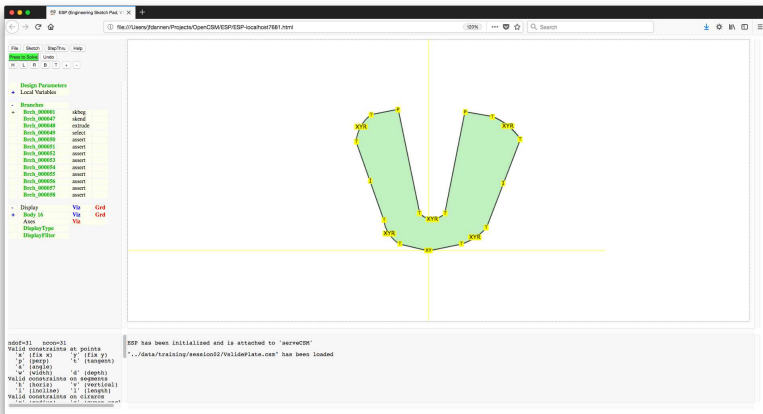 ESP (Engineering Sketch Pad, v
file:///Users/jfdannen/Projects/OpenCSM/ESP/ESP-localhost7681.html
120%
Search
File Sketch StepThru Help
Press to Solve Undo
H L R B T + -
Design Parameters
+ Local Variables
- Branches
+ Brch_000001 skbeg
Brch_000047 skend
Brch_000048 extrude
Brch_000049 select
Brch_000050 assert
Brch_000051 assert
Brch_000052 assert
Brch_000053 assert
Brch_000054 assert
Brch_000055 assert
Brch_000056 assert
Brch_000057 assert
Brch_000058 assert
- Display Viz Grd
+ Body 16 Viz Grd
Axes Viz
DisplayType
DisplayFilter
T P P T
XYR XYR
T T
I I
T T T T
XYR XYR XYR
T XY T
ndof=31 ncon=31
Valid constraints at points
'x' (fix x) 'y' (fix y)
'p' (perp) 't' (tangent)
'a' (angle)
'w' (width) 'd' (depth)
Valid constraints on segments
'h' (horiz) 'v' (vertical)
'i' (incline) 'l' (length)
Valid constraints on cirarcs
ESP has been initialized and is attached to 'serveCSM'
"../data/training/session02/ValidePlate.csm" has been loaded